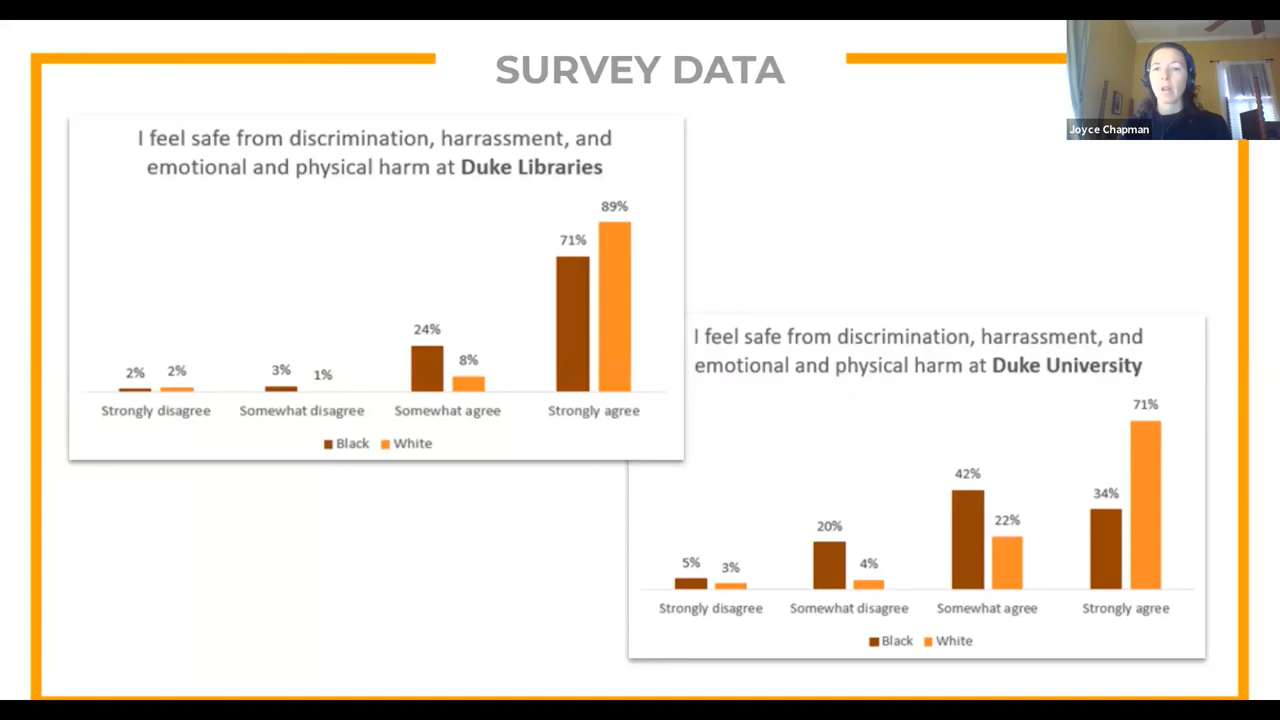 SURVEY DATA
Joyce Chapman
I feel safe from discrimination, harrassment, and
emotional and physical harm at Duke Libraries
89%
71%
24%
8%
2%
2%
3%
1%
Strongly disagree
Somewhat disagree
Somewhat agree
Strongly agree
Black
White
I feel safe from discrimination, harrassment, and
emotional and physical harm at Duke University
71%
42%
34%
20%
22%
5%
3%
4%
Strongly disagree
Somewhat disagree
Somewhat agree
Strongly agree
Black
White